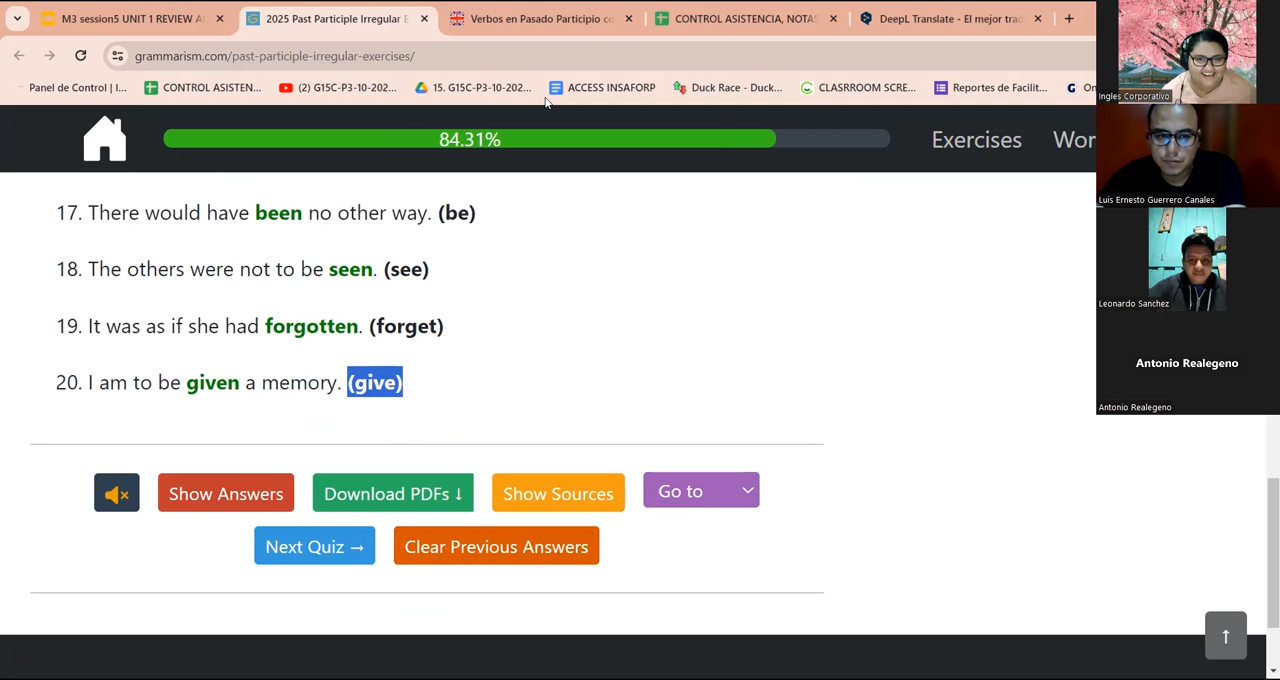 M3 session5 UNIT 1 REVIEW A
2025 Past Participle Irregular E
Verbos en Pasado Participio co
CONTROL ASISTENCIA, NOTAS
DeepL Translate - El mejor trad
grammarism.com/past-participle-irregular-exercises/
Panel de Control | I...
CONTROL ASISTEN...
(2) G15C-P3-10-202...
15. G15C-P3-10-202...
ACCESS INSAFORP
Duck Race - Duck...
CLASRROOM SCRE...
Reportes de Facilit...
On
84.31%
Exercises
Wor
17. There would have been no other way. (be)
18. The others were not to be seen. (see)
19. It was as if she had forgotten. (forget)
20. I am to be given a memory. (give)
Show Answers
Download PDFs ↓
Show Sources
Go to
Next Quiz →
Clear Previous Answers
↑
Ingles Corporativo
Luis Ernesto Guerrero Canales
Leonardo Sanchez
Antonio Realegeno
Antonio Realegeno